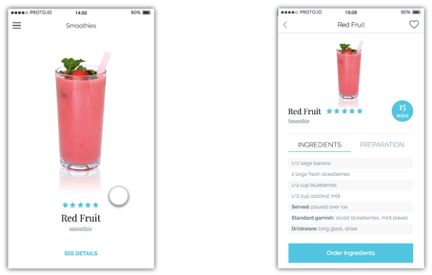 PROTO.IO 14:02 90%
Smoothies
Red Fruit
smoothie
SEE DETAILS
PROTO.IO 15:08 90%
Red Fruit
15
mins
Red Fruit
Smoothie
INGREDIENTS PREPARATION
1/2 large banana
2 large fresh strawberries
1/4 cup blueberries
1/2 cup coconut milk
Served: poured over ice
Standard garnish: sliced strawberries, mint leaves
Drinkware: long glass, straw
Order Ingredients